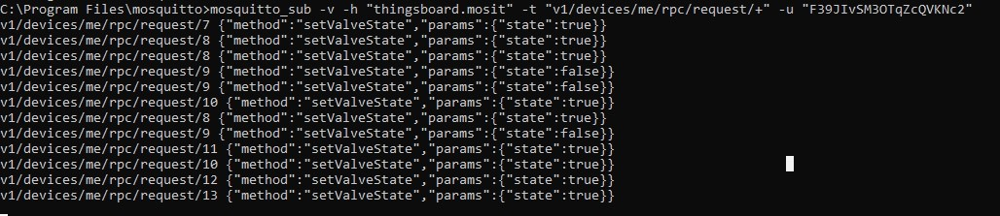 C:\Program Files\mosquitto>mosquitto_sub -v -h "thingsboard.mosit" -t "v1/devices/me/rpc/request/+" -u "F39JIvSM3OTqZcQVKNc2"
v1/devices/me/rpc/request/7 {"method":"setValveState","params":{"state":true}}
v1/devices/me/rpc/request/8 {"method":"setValveState","params":{"state":true}}
v1/devices/me/rpc/request/8 {"method":"setValveState","params":{"state":true}}
v1/devices/me/rpc/request/9 {"method":"setValveState","params":{"state":false}}
v1/devices/me/rpc/request/9 {"method":"setValveState","params":{"state":false}}
v1/devices/me/rpc/request/10 {"method":"setValveState","params":{"state":true}}
v1/devices/me/rpc/request/8 {"method":"setValveState","params":{"state":true}}
v1/devices/me/rpc/request/9 {"method":"setValveState","params":{"state":false}}
v1/devices/me/rpc/request/11 {"method":"setValveState","params":{"state":true}}
v1/devices/me/rpc/request/10 {"method":"setValveState","params":{"state":true}}
v1/devices/me/rpc/request/12 {"method":"setValveState","params":{"state":true}}
v1/devices/me/rpc/request/13 {"method":"setValveState","params":{"state":true}}